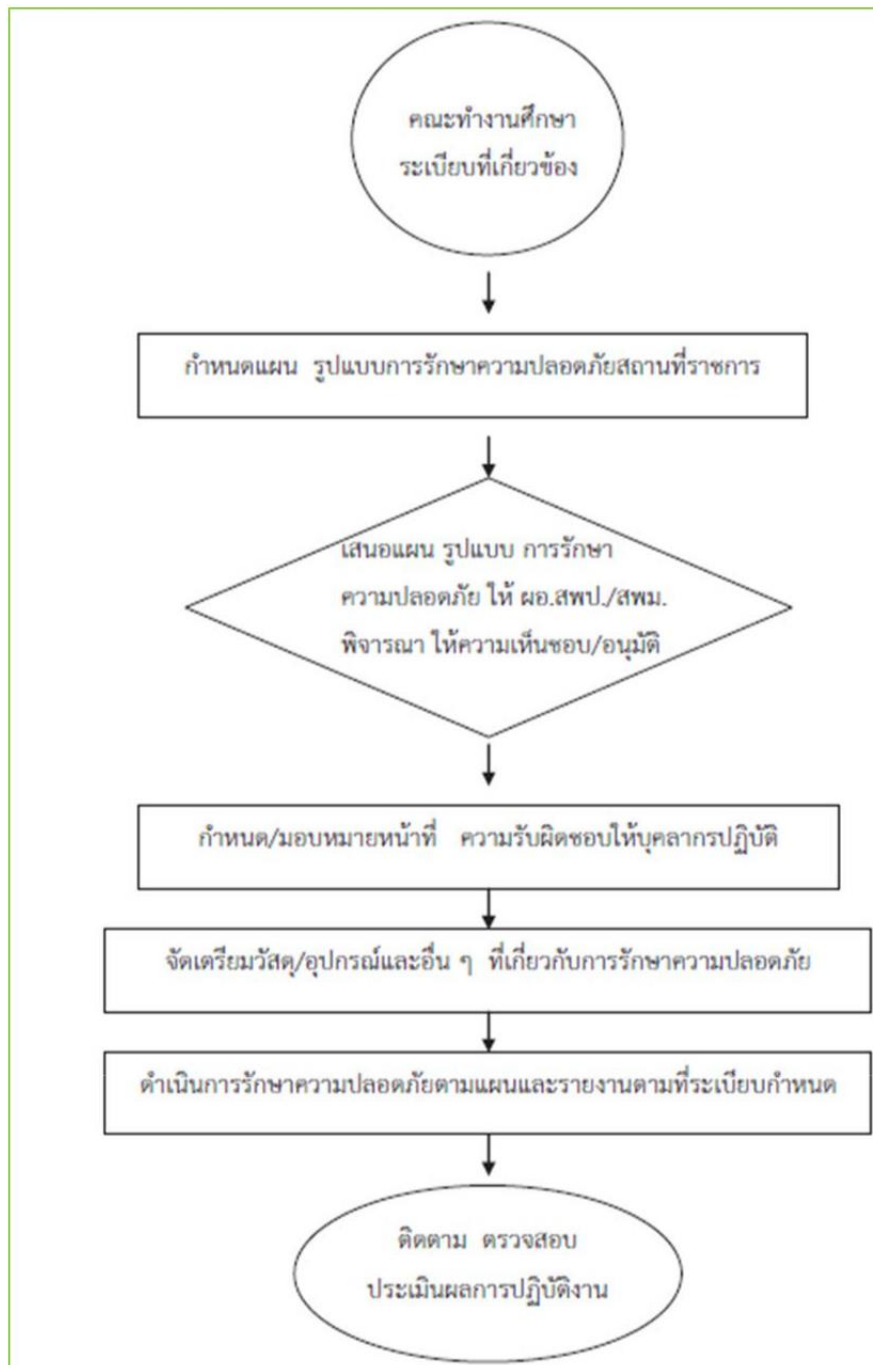 คณะทำงานศึกษา
ระเบียบที่เกี่ยวข้อง
กำหนดแผน รูปแบบการรักษาความปลอดภัยสถานที่ราชการ
เสนอแผน รูปแบบ การรักษา
ความปลอดภัย ให้ ผอ.สพป./สพม.
พิจารณา ให้ความเห็นชอบ/อนุมัติ
กำหนด/มอบหมายหน้าที่ ความรับผิดชอบให้บุคลากรปฏิบัติ
จัดเตรียมวัสดุ/อุปกรณ์และอื่น ๆ ที่เกี่ยวกับการรักษาความปลอดภัย
ดำเนินการรักษาความปลอดภัยตามแผนและรายงานตามที่ระเบียบกำหนด
ติดตาม ตรวจสอบ
ประเมินผลการปฏิบัติงาน